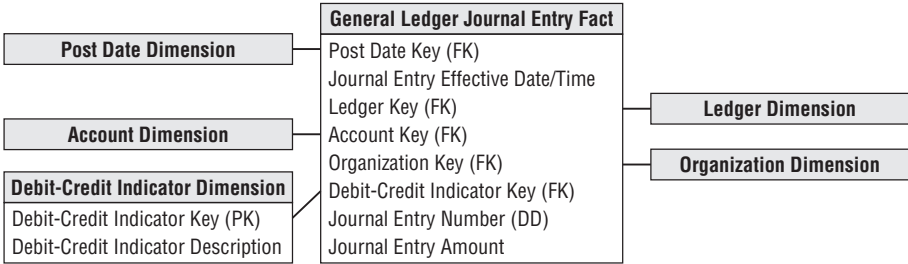 Post Date Dimension
Account Dimension
Debit-Credit Indicator Dimension
Debit-Credit Indicator Key (PK)
Debit-Credit Indicator Description
General Ledger Journal Entry Fact
Post Date Key (FK)
Journal Entry Effective Date/Time
Ledger Key (FK)
Account Key (FK)
Organization Key (FK)
Debit-Credit Indicator Key (FK)
Journal Entry Number (DD)
Journal Entry Amount
Ledger Dimension
Organization Dimension